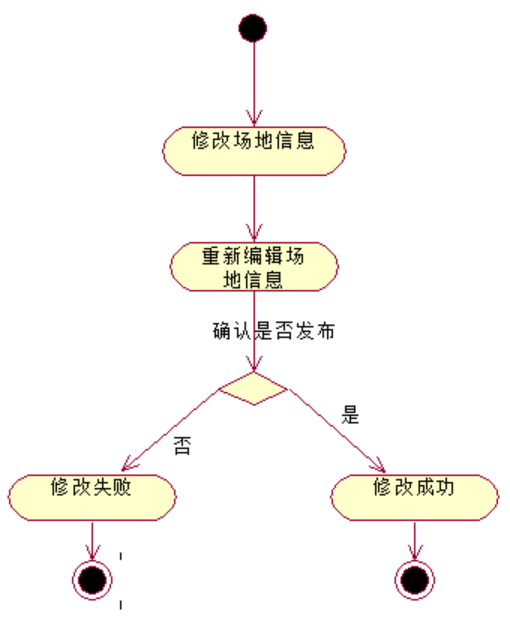 修改场地信息
重新编辑场
地信息
确认是否发布
是
否
修改失败
修改成功